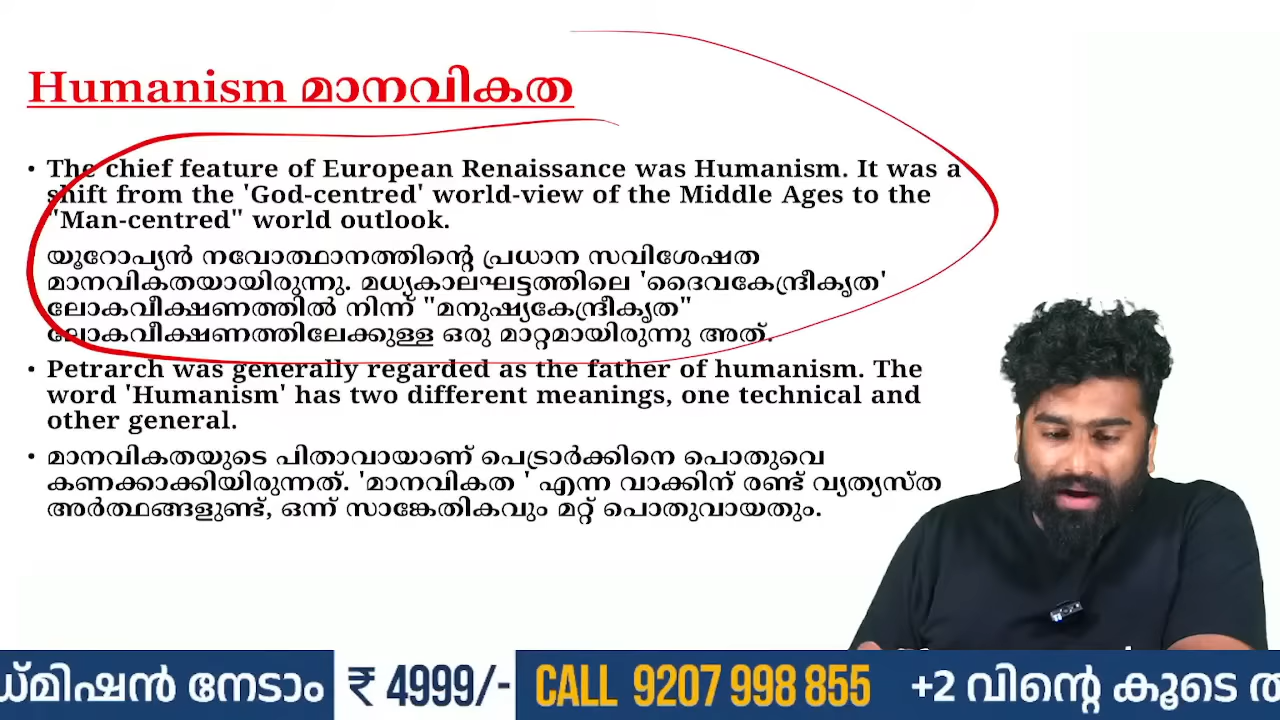 Humanism മാനവികത
• The chief feature of European Renaissance was Humanism. It was a
shift from the 'God-centred' world-view of the Middle Ages to the
"Man-centred" world outlook.
യൂറോപ്യൻ നവോത്ഥാനത്തിന്റെ പ്രധാന സവിശേഷത
മാനവികതയായിരുന്നു. മധ്യകാലഘട്ടത്തിലെ 'ദൈവകേന്ദ്രീകൃത'
ലോകവീക്ഷണത്തിൽ നിന്ന് "മനുഷ്യകേന്ദ്രീകൃത"
ലോകവീക്ഷണത്തിലേക്കുള്ള ഒരു മാറ്റമായിരുന്നു അത്.
• Petrarch was generally regarded as the father of humanism. The
word 'Humanism' has two different meanings, one technical and
other general.
• മാനവികതയുടെ പിതാവായാണ് പെട്രാർക്കിനെ പൊതുവെ
കണക്കാക്കിയിരുന്നത്. 'മാനവികത ' എന്ന വാക്കിന് രണ്ട് വ്യത്യസ്ത
അർത്ഥങ്ങളുണ്ട്, ഒന്ന് സാങ്കേതികവും മറ്റ് പൊതുവായതും.
ഡ്മിഷൻ നേടാം ₹ 4999/- CALL 9207 998 855 +2 വിന്റെ കൂടെ